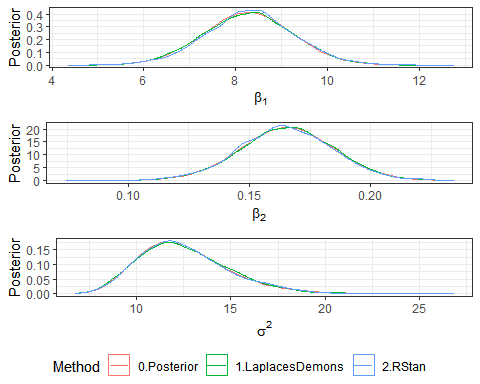 Posterior
0.4
0.3
0.2
0.1
0.0
4 6 8 10 12
β1
Posterior
20
15
10
5
0
0.10 0.15 0.20
β2
Posterior
0.15
0.10
0.05
0.00
10 15 20 25
σ²
Method 0.Posterior 1.LaplacesDemons 2.RStan